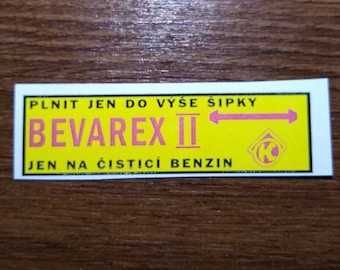 PLNIT JEN DO VÝŠE ŠIPKY
BEVAREX II
JEN NA ČISTICÍ BENZIN
K